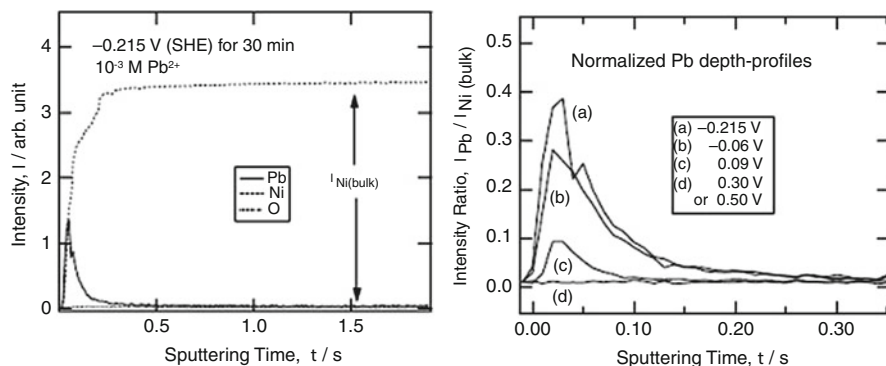 −0.215 V (SHE) for 30 min
10⁻³ M Pb²⁺
Intensity, I / arb. unit
4
3
2
1
0
I Ni(bulk)
Pb
Ni
O
0.5
1.0
1.5
Sputtering Time, t / s
Normalized Pb depth-profiles
Intensity Ratio, I Pb / I Ni (bulk)
0.5
0.4
0.3
0.2
0.1
0.0
(a)
(b)
(c)
(d)
(a) −0.215 V
(b) −0.06 V
(c) 0.09 V
(d) 0.30 V
or 0.50 V
0.00
0.10
0.20
0.30
Sputtering Time, t / s